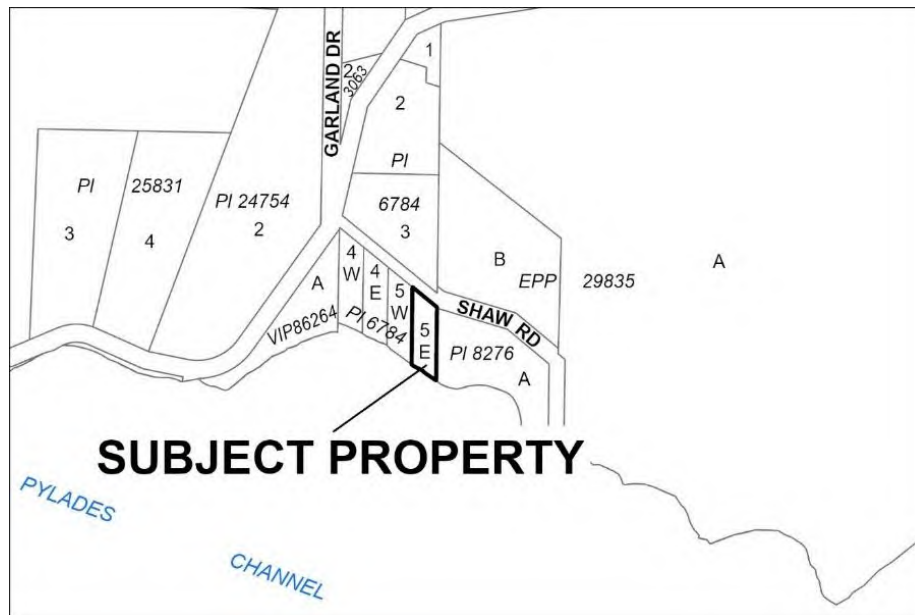 GARLAND DR
1
2
3063
2
PI
PI 25831
PI 24754
6784
3
3
4
2
B
A
EPP 29835
4
W
4
E
5
W
5
E
A
VIP86264
PI 6784
SHAW RD
PI 8276
A
SUBJECT PROPERTY
PYLADES
CHANNEL